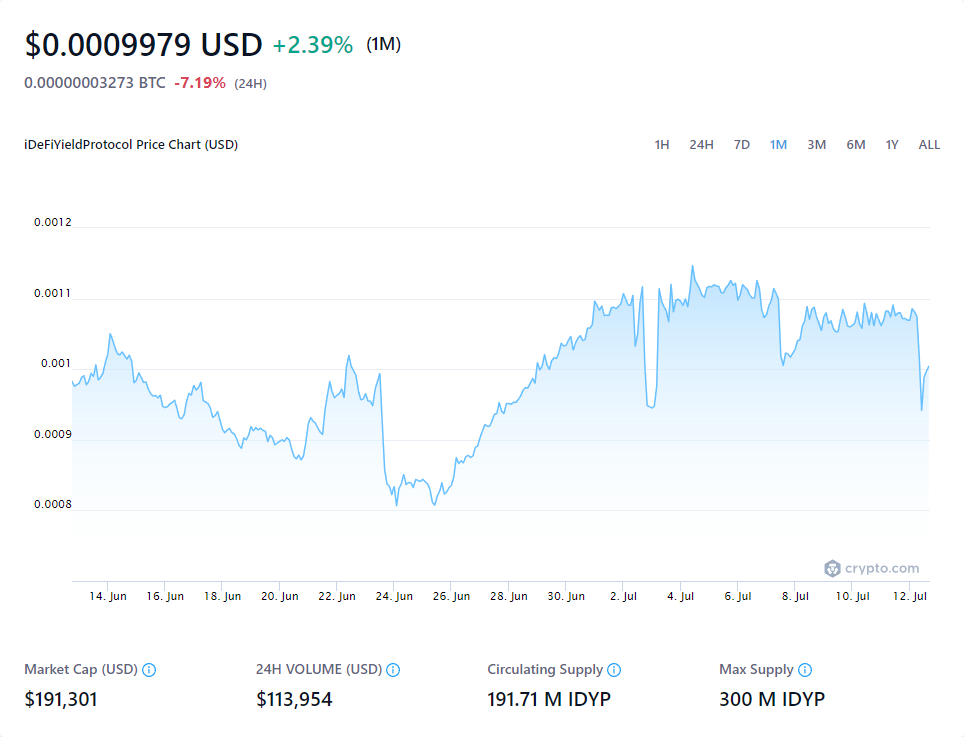 $0.0009979 USD +2.39% (1M)
0.00000003273 BTC -7.19% (24H)
iDeFiYieldProtocol Price Chart (USD) 1H 24H 7D 1M 3M 6M 1Y ALL
0.0012
0.0011
0.001
0.0009
0.0008
crypto.com
14. Jun 16. Jun 18. Jun 20. Jun 22. Jun 24. Jun 26. Jun 28. Jun 30. Jun 2. Jul 4. Jul 6. Jul 8. Jul 10. Jul 12. Jul
Market Cap (USD) 24H VOLUME (USD) Circulating Supply Max Supply
$191,301 $113,954 191.71 M IDYP 300 M IDYP